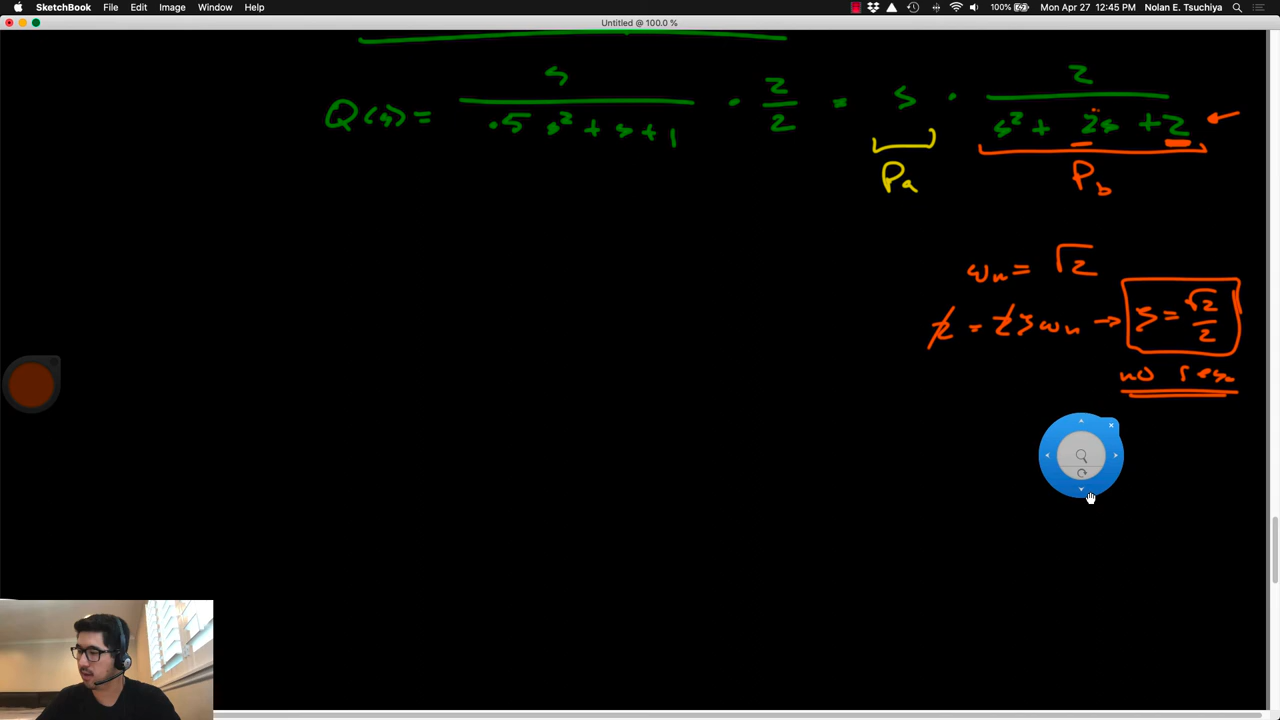 SketchBook File Edit Image Window Help 100% Mon Apr 27 12:45 PM Nolan E. Tsuchiya
Untitled @ 100.0 %
Q(s) = s / (.5 s² + s + 1) · 2/2 = s · 2 / (s² + 2s + 2) ←
Pa Pb
ωn = √2
2 = 2ζωn → ζ = √2/2
no reso